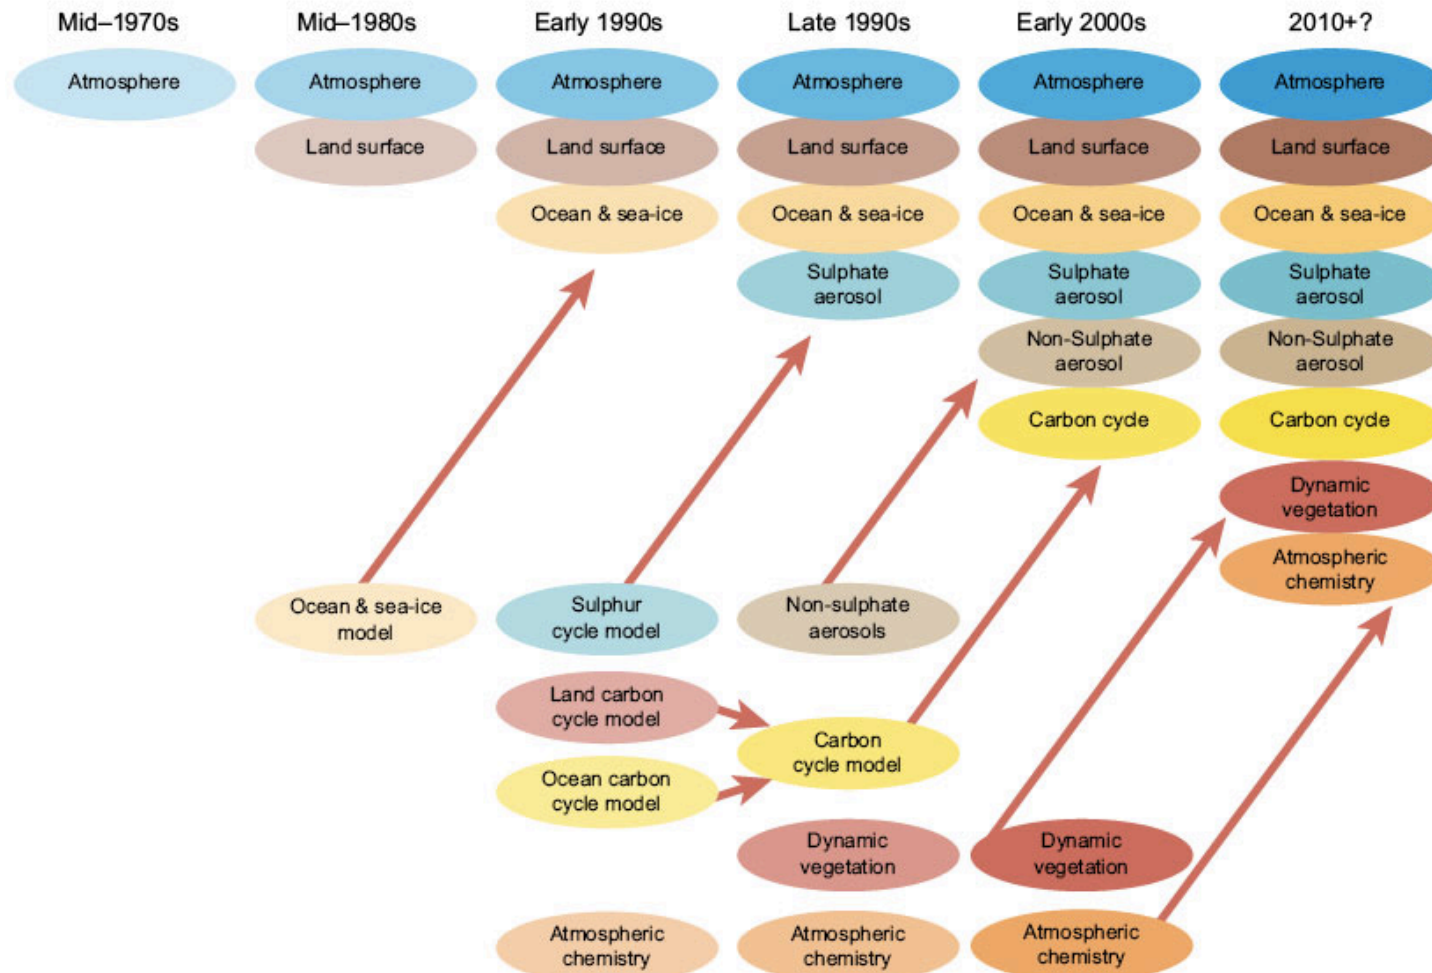 Mid–1970s
Mid–1980s
Early 1990s
Late 1990s
Early 2000s
2010+?
Atmosphere
Atmosphere
Atmosphere
Atmosphere
Atmosphere
Atmosphere
Land surface
Land surface
Land surface
Land surface
Land surface
Ocean & sea-ice
Ocean & sea-ice
Ocean & sea-ice
Ocean & sea-ice
Sulphate
aerosol
Sulphate
aerosol
Sulphate
aerosol
Non-Sulphate
aerosol
Non-Sulphate
aerosol
Carbon cycle
Carbon cycle
Dynamic
vegetation
Atmospheric
chemistry
Ocean & sea-ice
model
Sulphur
cycle model
Non-sulphate
aerosols
Land carbon
cycle model
Carbon
cycle model
Ocean carbon
cycle model
Dynamic
vegetation
Dynamic
vegetation
Atmospheric
chemistry
Atmospheric
chemistry
Atmospheric
chemistry